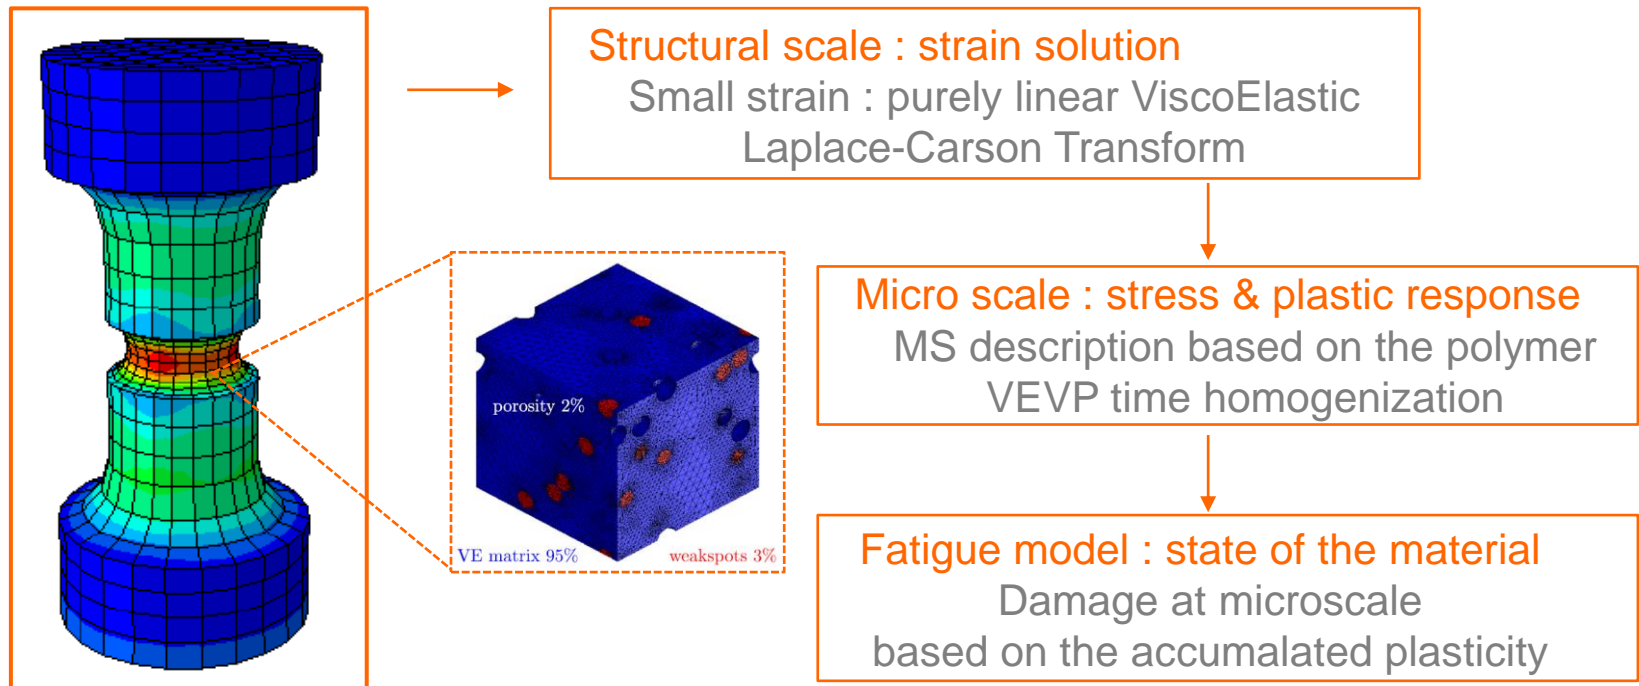 Structural scale : strain solution
Small strain : purely linear ViscoElastic
Laplace-Carson Transform
porosity 2%
VE matrix 95%
weakspots 3%
Micro scale : stress & plastic response
MS description based on the polymer
VEVP time homogenization
Fatigue model : state of the material
Damage at microscale
based on the accumalated plasticity